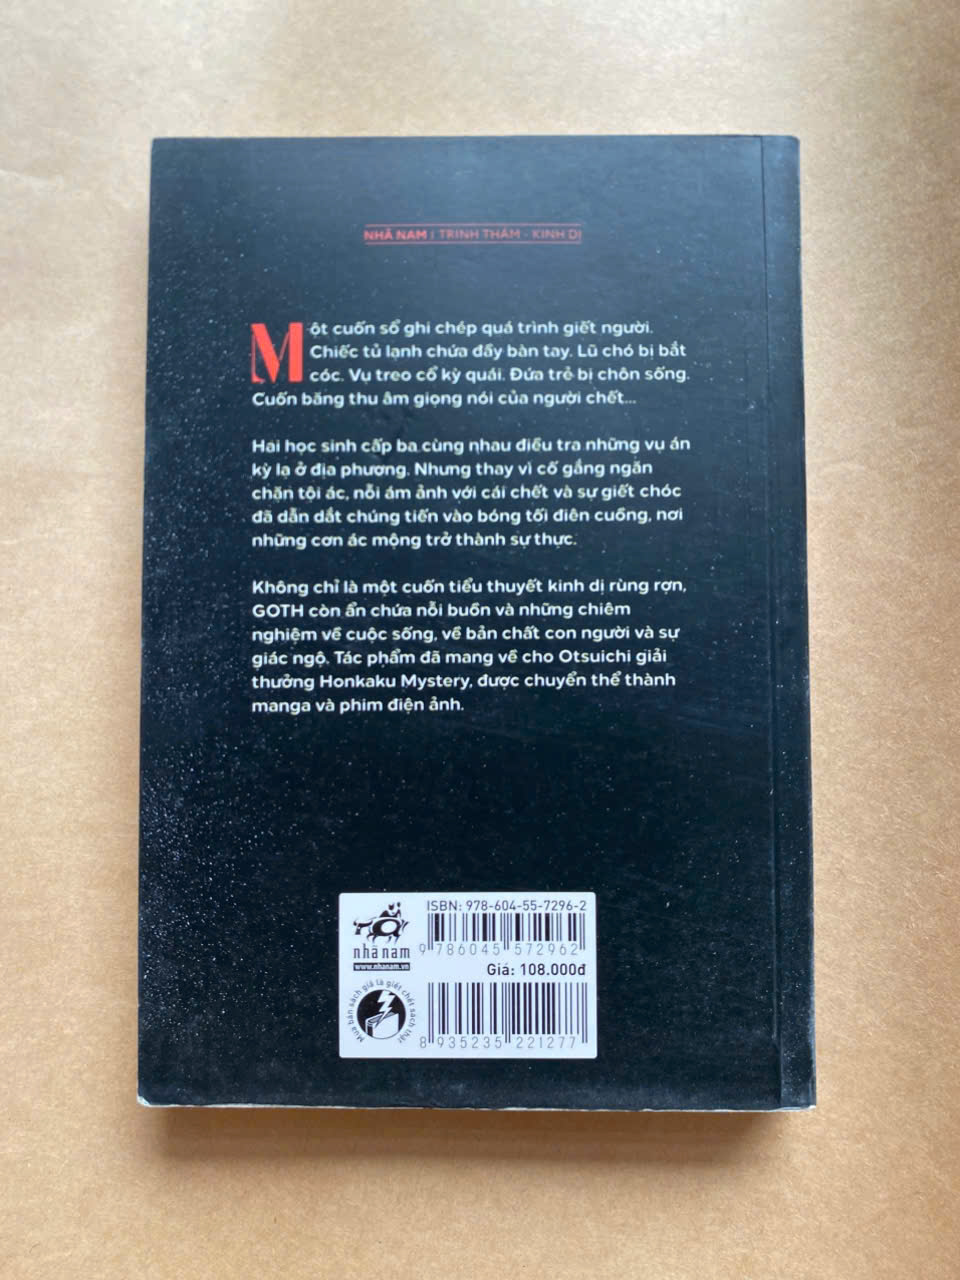 NHÃ NAM | TRINH THÁM - KINH DỊ
Một cuốn sổ ghi chép quá trình giết người.
Chiếc tủ lạnh chứa đầy bàn tay. Lũ chó bị bắt
cóc. Vụ treo cổ kỳ quái. Đứa trẻ bị chôn sống.
Cuốn băng thu âm giọng nói của người chết...
Hai học sinh cấp ba cùng nhau điều tra những vụ án
kỳ lạ ở địa phương. Nhưng thay vì cố gắng ngăn
chặn tội ác, nỗi ám ảnh với cái chết và sự giết chóc
đã dẫn dắt chúng tiến vào bóng tối điên cuồng, nơi
những cơn ác mộng trở thành sự thực.
Không chỉ là một cuốn tiểu thuyết kinh dị rùng rợn,
GOTH còn ẩn chứa nỗi buồn và những chiêm
nghiệm về cuộc sống, về bản chất con người và sự
giác ngộ. Tác phẩm đã mang về cho Otsuichi giải
thưởng Honkaku Mystery, được chuyển thể thành
manga và phim điện ảnh.
ISBN: 978-604-55-7296-2
9 786045 572962
nhã nam
www.nhanam.vn
Giá: 108.000đ
Mua bán sách giả là giết chết sách thật
8 935235 221277